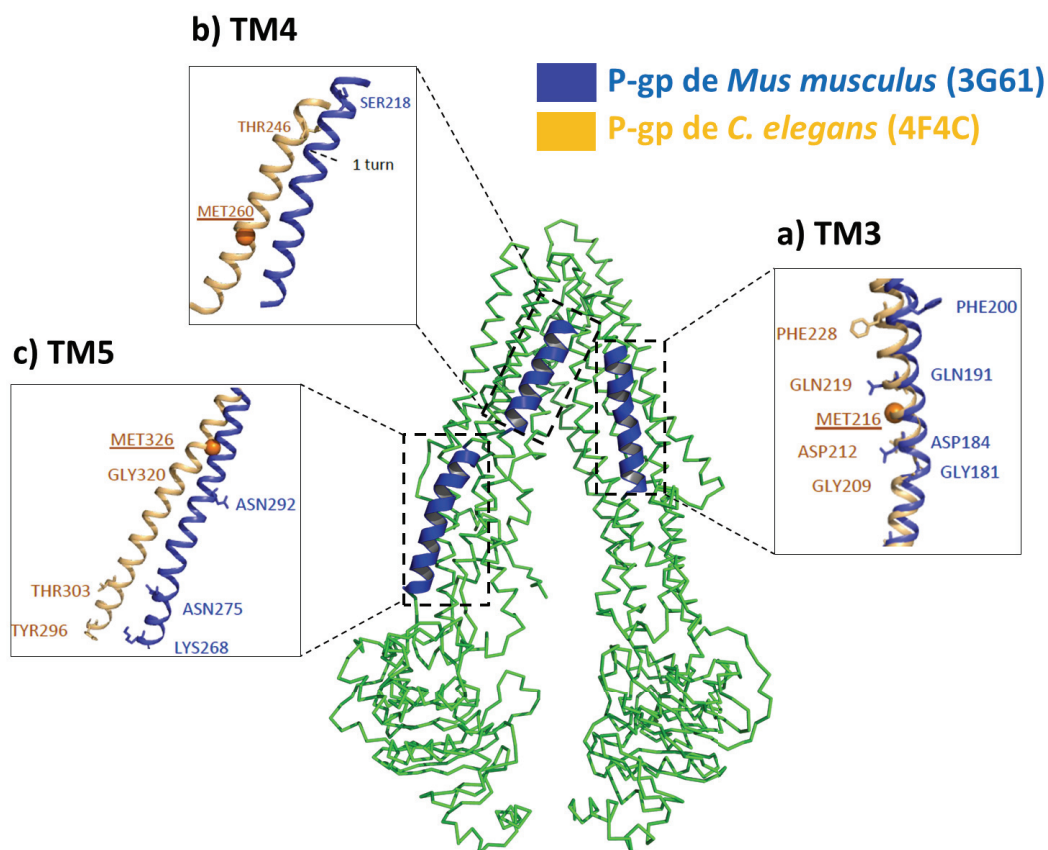 b) TM4
SER218
THR246
1 turn
MET260
P-gp de Mus musculus (3G61)
P-gp de C. elegans (4F4C)
a) TM3
PHE200
PHE228
GLN219
GLN191
MET216
ASP184
ASP212
GLY181
GLY209
c) TM5
MET326
GLY320
ASN292
THR303
ASN275
TYR296
LYS268